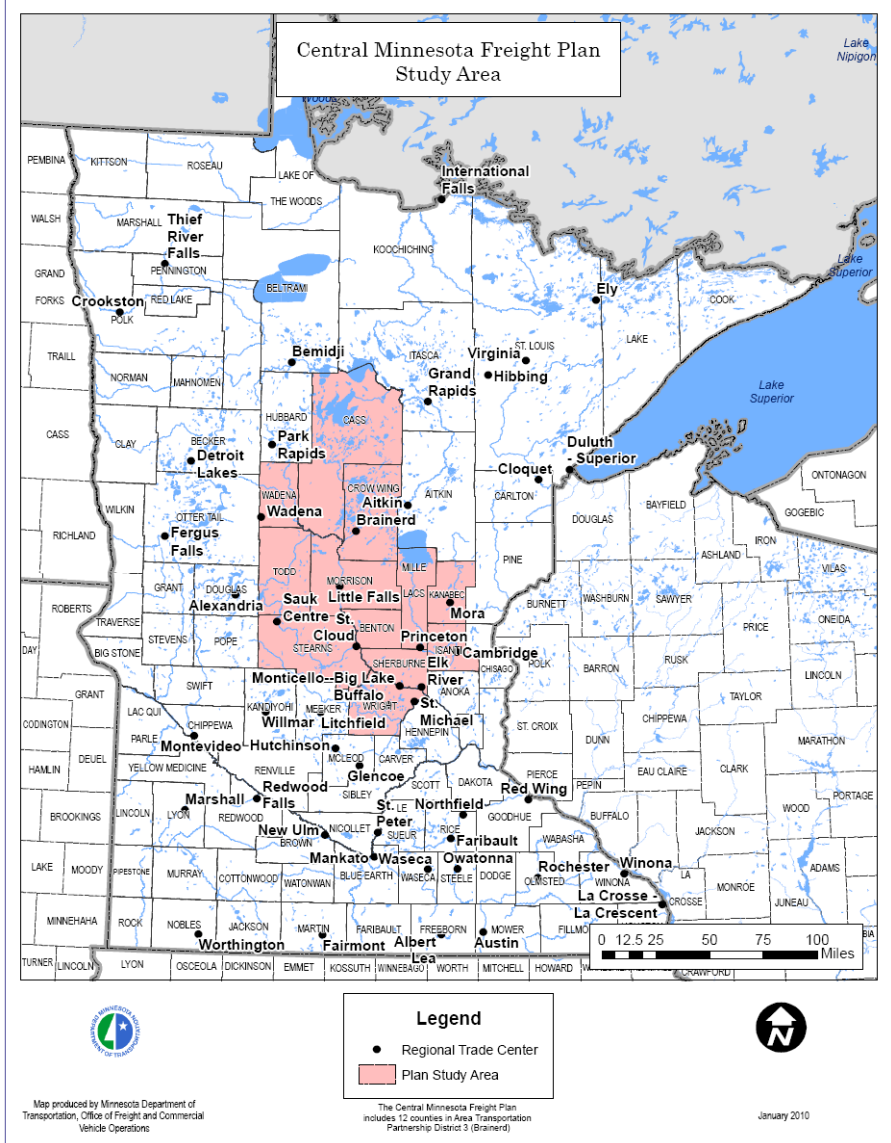 Central Minnesota Freight Plan
Study Area
Lake
Nipigon
Woods
PEMBINA
KITTSON
ROSEAU
LAKE OF
THE WOODS
International
Falls
WALSH
MARSHALL
Thief
River
Falls
KOOCHICHING
GRAND
FORKS
PENNINGTON
RED LAKE
Crookston
POLK
BELTRAMI
Ely
COOK
Lake
Superior
LAKE
TRAILL
NORMAN
MAHNOMEN
Bemidji
ITASCA
Virginia
ST. LOUIS
Hibbing
Grand
Rapids
Lake
Superior
CASS
CLAY
BECKER
Detroit
Lakes
HUBBARD
Park
Rapids
CASS
Duluth
- Superior
Cloquet
CARLTON
ONTONAGON
GOGEBIC
WILKIN
OTTER TAIL
Fergus
Falls
WADENA
Wadena
CROW WING
Aitkin
Brainerd
AITKIN
DOUGLAS
BAYFIELD
IRON
ASHLAND
VILAS
RICHLAND
PINE
GRANT
DOUGLAS
Alexandria
TODD
MORRISON
Little Falls
MILLE
LACS
KANABEC
Mora
BURNETT
WASHBURN
SAWYER
PRICE
ONEIDA
ROBERTS
TRAVERSE
BIG STONE
STEVENS
POPE
Sauk
Centre
STEARNS
St.
Cloud
BENTON
Princeton
ISANTI
Cambridge
CHISAGO
POLK
BARRON
RUSK
LINCOLN
DAY
GRANT
SWIFT
SHERBURNE
Elk
River
ANOKA
Monticello--Big Lake
Buffalo
WRIGHT
St.
Michael
TAYLOR
LAC QUI
PARLE
CHIPPEWA
KANDIYOHI
Willmar
MEEKER
Litchfield
HENNEPIN
ST. CROIX
CHIPPEWA
CODINGTON
DEUEL
HAMLIN
Montevideo
Hutchinson
MCLEOD
CARVER
DUNN
MARATHON
YELLOW MEDICINE
RENVILLE
Glencoe
SIBLEY
SCOTT
DAKOTA
PIERCE
PEPIN
EAU CLAIRE
CLARK
BROOKINGS
LINCOLN
Marshall
LYON
Redwood
Falls
REDWOOD
St.
Peter
LE
SUEUR
Northfield
RICE
Faribault
Red Wing
GOODHUE
BUFFALO
WOOD
PORTAGE
New Ulm
BROWN
NICOLLET
WABASHA
JACKSON
LAKE
MOODY
PIPESTONE
MURRAY
COTTONWOOD
WATONWAN
Mankato
BLUE EARTH
Waseca
WASECA
Owatonna
STEELE
DODGE
Rochester
OLMSTED
Winona
WINONA
LA
CROSSE
MONROE
ADAMS
JUNEAU
La Crosse -
La Crescent
MINNEHAHA
ROCK
NOBLES
Worthington
JACKSON
MARTIN
Fairmont
FARIBAULT
FREEBORN
Albert
Lea
MOWER
Austin
FILLMO
0 12.5 25 50 75 100
Miles
TURNER
LINCOLN
LYON
OSCEOLA
DICKINSON
EMMET
KOSSUTH
WINNEBAGO
WORTH
MITCHELL
HOWARD
CRAWFORD
Legend
Regional Trade Center
Plan Study Area
MINNESOTA
DEPARTMENT OF TRANSPORTATION
N
Map produced by Minnesota Department of
Transportation, Office of Freight and Commercial
Vehicle Operations
The Central Minnesota Freight Plan
includes 12 counties in Area Transportation
Partnership District 3 (Brainerd)
January 2010